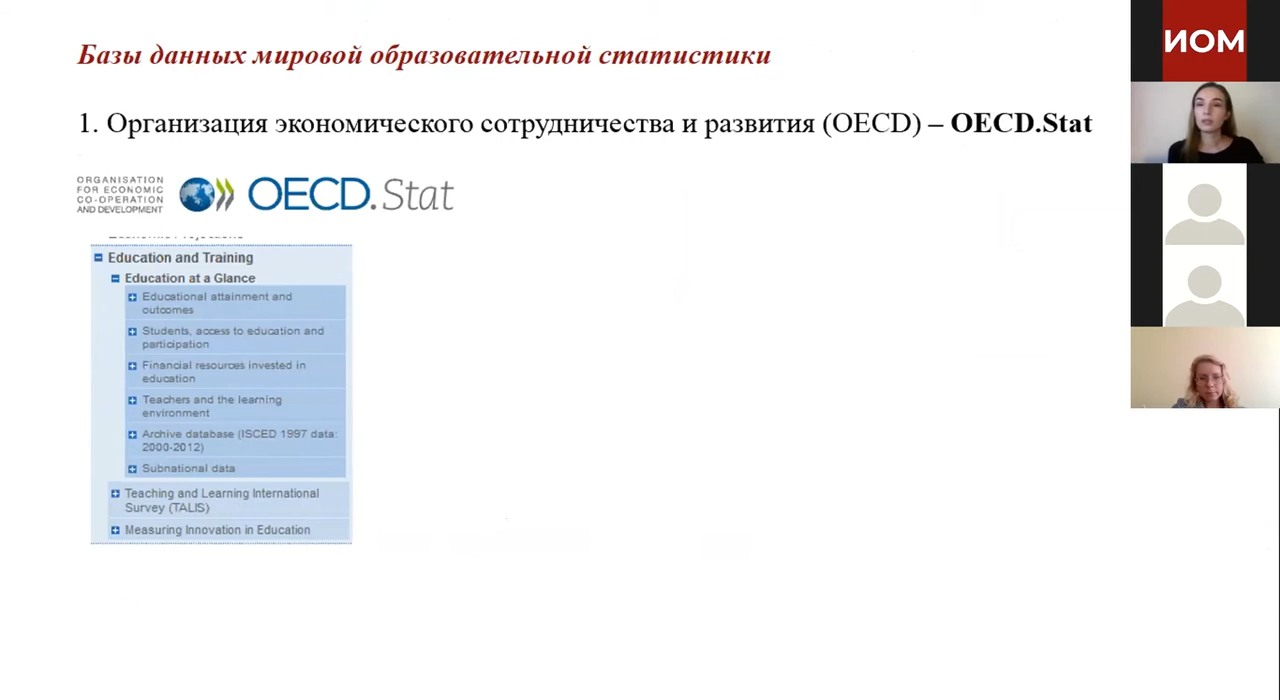 Базы данных мировой образовательной статистики
ИОМ
1. Организация экономического сотрудничества и развития (OECD) – OECD.Stat
ORGANISATION
FOR ECONOMIC
CO-OPERATION
AND DEVELOPMENT
OECD.Stat
Education and Training
Education at a Glance
Educational attainment and
outcomes
Students, access to education and
participation
Financial resources invested in
education
Teachers and the learning
environment
Archive database (ISCED 1997 data:
2000-2012)
Subnational data
Teaching and Learning International
Survey (TALIS)
Measuring Innovation in Education